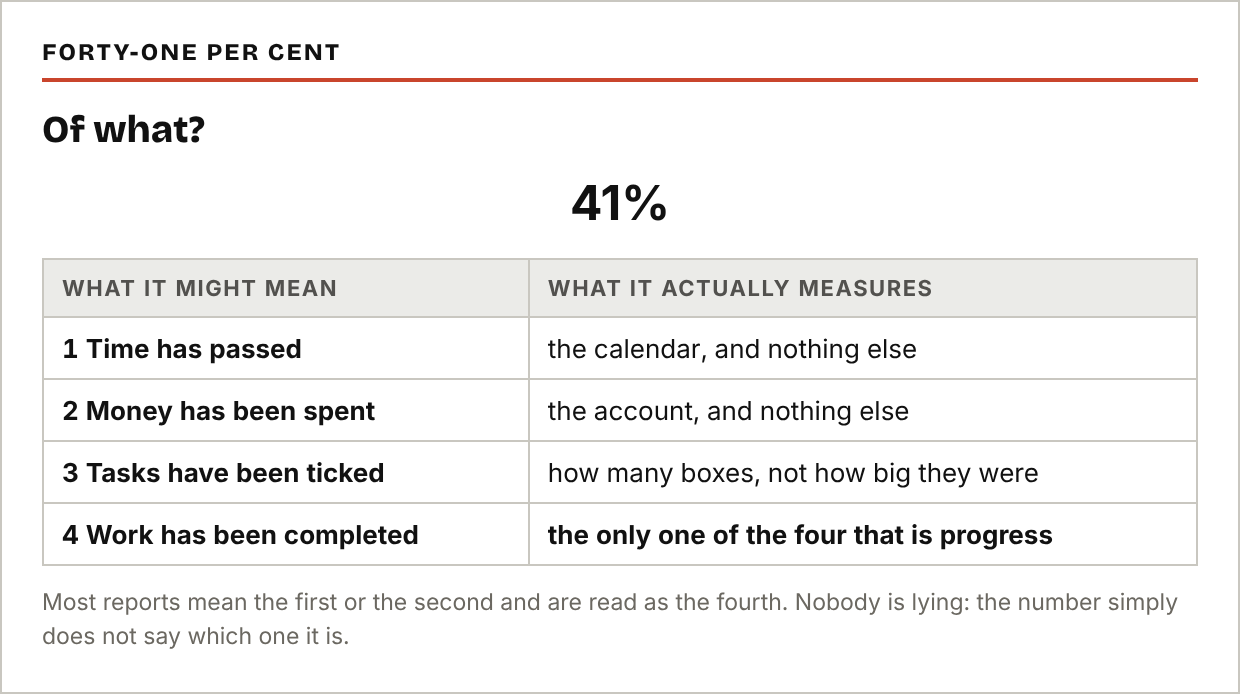 FORTY-ONE PER CENT
Of what?
41%
WHAT IT MIGHT MEAN WHAT IT ACTUALLY MEASURES
1 Time has passed the calendar, and nothing else
2 Money has been spent the account, and nothing else
3 Tasks have been ticked how many boxes, not how big they were
4 Work has been completed the only one of the four that is progress
Most reports mean the first or the second and are read as the fourth. Nobody is lying: the number simply
does not say which one it is.